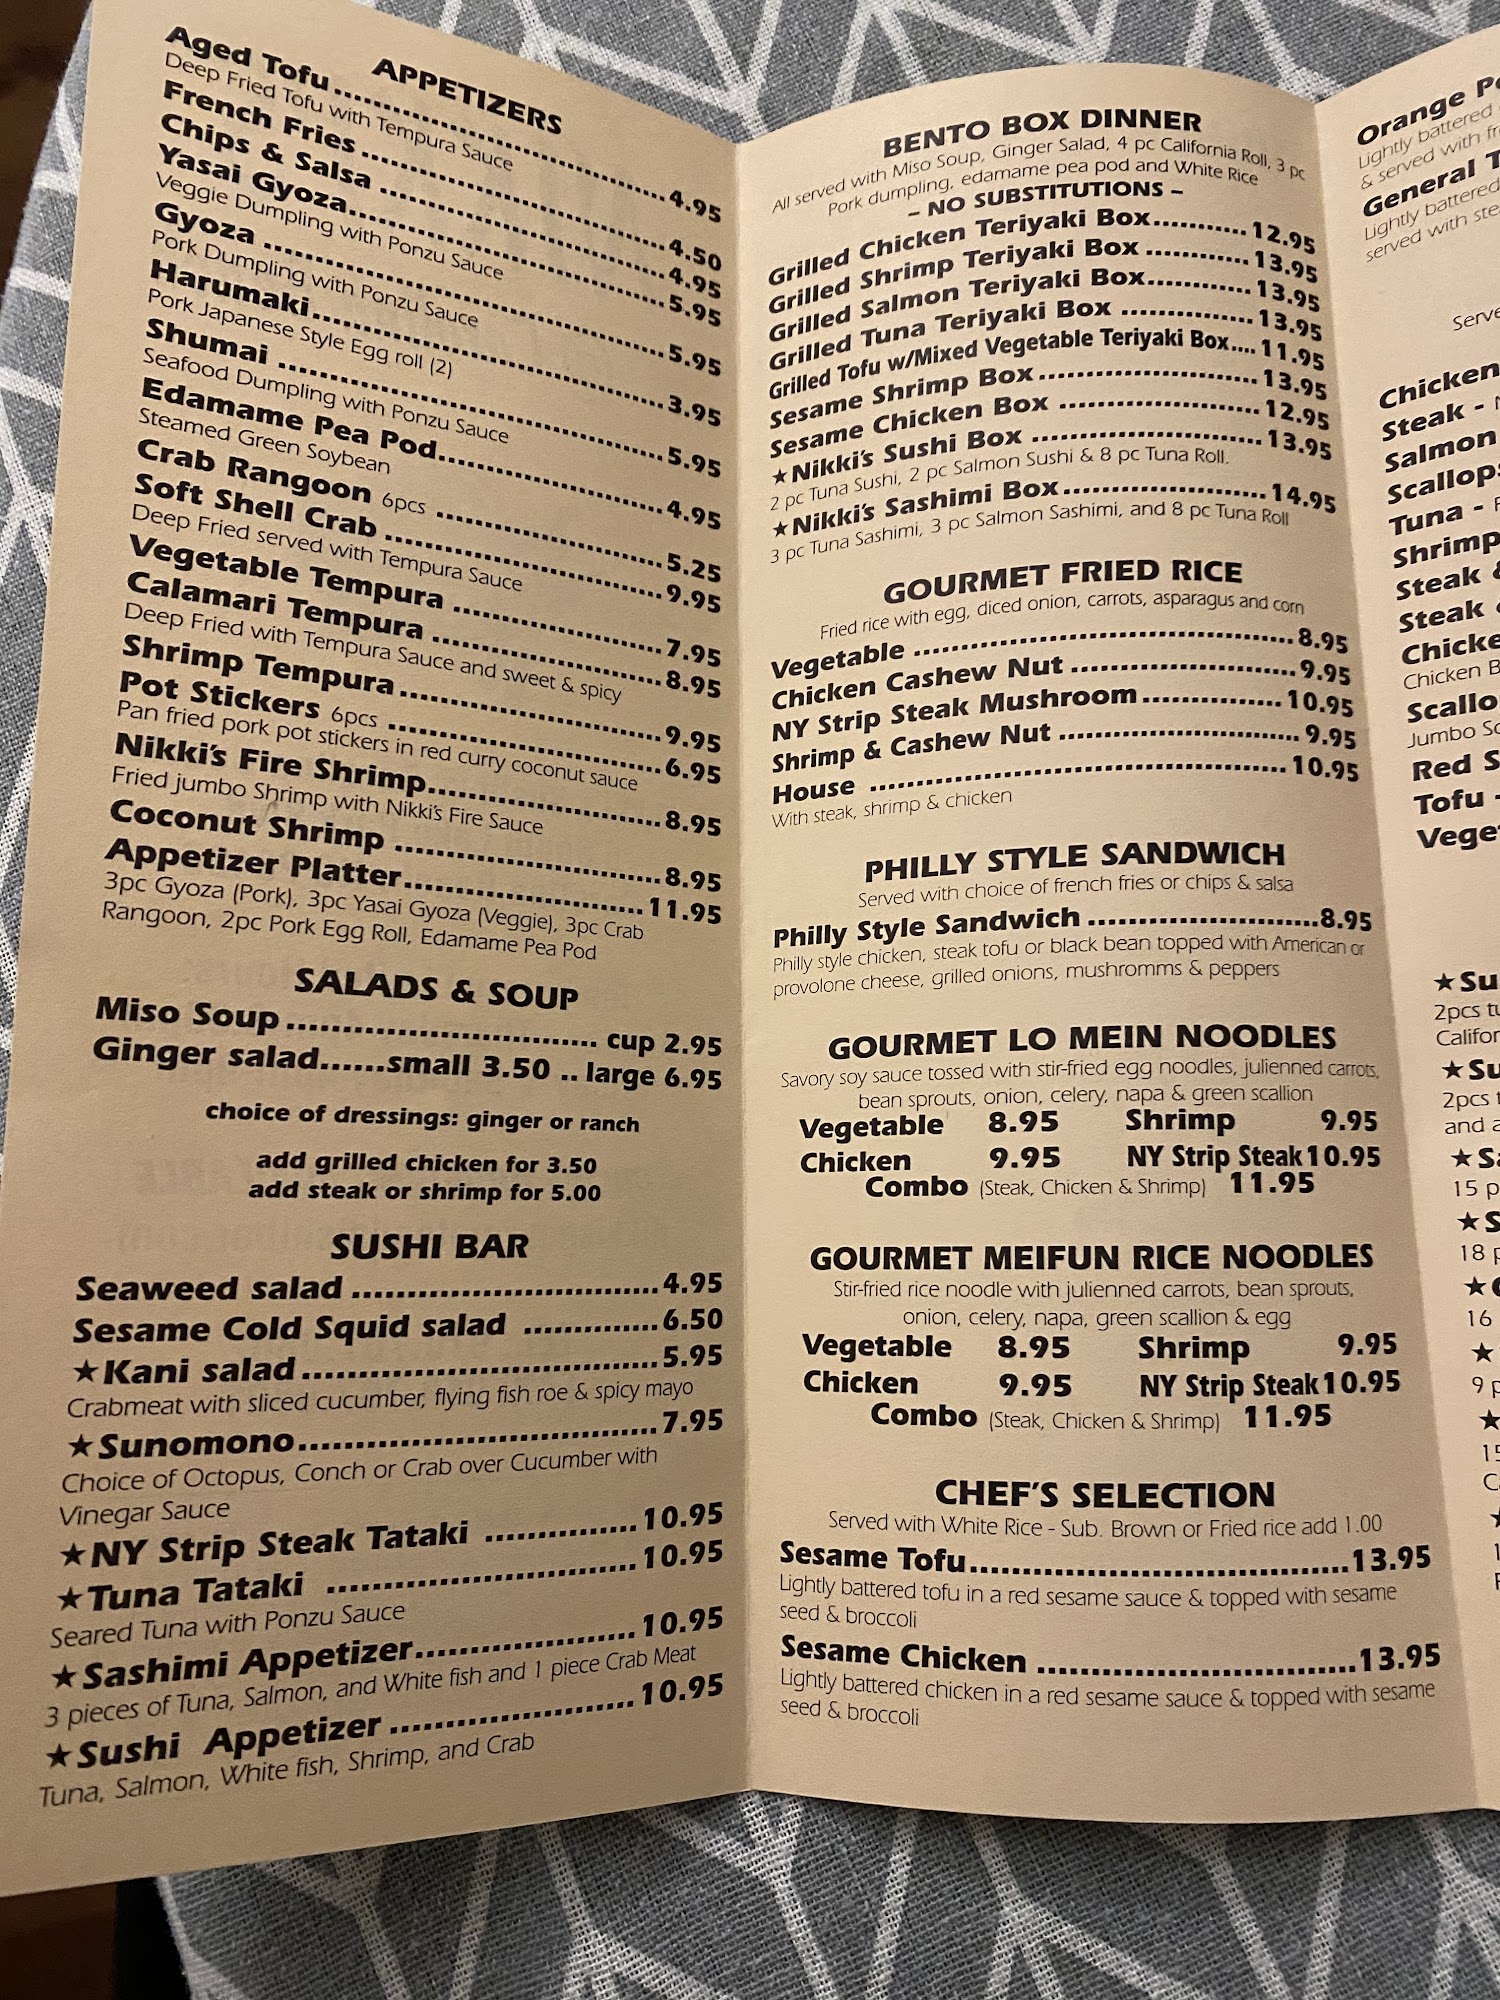 APPETIZERS
Aged Tofu 4.95
Deep Fried Tofu with Tempura Sauce
French Fries 4.50
Chips & Salsa 4.95
Yasai Gyoza 5.95
Veggie Dumpling with Ponzu Sauce
Gyoza 5.95
Pork Dumpling with Ponzu Sauce
Harumaki 3.95
Pork Japanese Style Egg roll (2)
Shumai 5.95
Seafood Dumpling with Ponzu Sauce
Edamame Pea Pod 4.95
Steamed Green Soybean
Crab Rangoon 6pcs 5.25
Soft Shell Crab 9.95
Deep Fried served with Tempura Sauce
Vegetable Tempura 7.95
Calamari Tempura 8.95
Deep Fried with Tempura Sauce and sweet & spicy
Shrimp Tempura 9.95
Pot Stickers 6pcs 6.95
Pan fried pork pot stickers in red curry coconut sauce
Nikki's Fire Shrimp 8.95
Fried jumbo Shrimp with Nikki's Fire Sauce
Coconut Shrimp 8.95
Appetizer Platter 11.95
3pc Gyoza (Pork), 3pc Yasai Gyoza (Veggie), 3pc Crab
Rangoon, 2pc Pork Egg Roll, Edamame Pea Pod
SALADS & SOUP
Miso Soup cup 2.95
Ginger salad......small 3.50 .. large 6.95
choice of dressings: ginger or ranch
add grilled chicken for 3.50
add steak or shrimp for 5.00
SUSHI BAR
Seaweed salad 4.95
Sesame Cold Squid salad 6.50
★Kani salad 5.95
Crabmeat with sliced cucumber, flying fish roe & spicy mayo
★Sunomono 7.95
Choice of Octopus, Conch or Crab over Cucumber with
Vinegar Sauce
★NY Strip Steak Tataki 10.95
★Tuna Tataki 10.95
Seared Tuna with Ponzu Sauce
★Sashimi Appetizer 10.95
3 pieces of Tuna, Salmon, and White fish and 1 piece Crab Meat
★Sushi Appetizer 10.95
Tuna, Salmon, White fish, Shrimp, and Crab
BENTO BOX DINNER
All served with Miso Soup, Ginger Salad, 4 pc California Roll, 3 pc
Pork dumpling, edamame pea pod and White Rice
– NO SUBSTITUTIONS –
Grilled Chicken Teriyaki Box 12.95
Grilled Shrimp Teriyaki Box 13.95
Grilled Salmon Teriyaki Box 13.95
Grilled Tuna Teriyaki Box 13.95
Grilled Tofu w/Mixed Vegetable Teriyaki Box.... 11.95
Sesame Shrimp Box 13.95
Sesame Chicken Box 12.95
★Nikki's Sushi Box 13.95
2 pc Tuna Sushi, 2 pc Salmon Sushi & 8 pc Tuna Roll.
★Nikki's Sashimi Box 14.95
3 pc Tuna Sashimi, 3 pc Salmon Sashimi, and 8 pc Tuna Roll
GOURMET FRIED RICE
Fried rice with egg, diced onion, carrots, asparagus and corn
Vegetable 8.95
Chicken Cashew Nut 9.95
NY Strip Steak Mushroom 10.95
Shrimp & Cashew Nut 9.95
House 10.95
With steak, shrimp & chicken
PHILLY STYLE SANDWICH
Served with choice of french fries or chips & salsa
Philly Style Sandwich 8.95
Philly style chicken, steak tofu or black bean topped with American or
provolone cheese, grilled onions, mushromms & peppers
GOURMET LO MEIN NOODLES
Savory soy sauce tossed with stir-fried egg noodles, julienned carrots,
bean sprouts, onion, celery, napa & green scallion
Vegetable 8.95 Shrimp 9.95
Chicken 9.95 NY Strip Steak 10.95
Combo (Steak, Chicken & Shrimp) 11.95
GOURMET MEIFUN RICE NOODLES
Stir-fried rice noodle with julienned carrots, bean sprouts,
onion, celery, napa, green scallion & egg
Vegetable 8.95 Shrimp 9.95
Chicken 9.95 NY Strip Steak 10.95
Combo (Steak, Chicken & Shrimp) 11.95
CHEF'S SELECTION
Served with White Rice - Sub. Brown or Fried rice add 1.00
Sesame Tofu 13.95
Lightly battered tofu in a red sesame sauce & topped with sesame
seed & broccoli
Sesame Chicken 13.95
Lightly battered chicken in a red sesame sauce & topped with sesame
seed & broccoli
Orange
Lightly battered
& served with
General
Lightly battered
served with
Chicken
Steak -
Salmon
Tuna -
Steak
Steak
Chicken
Jumbo
Red
Tofu -
★
2pcs
★
2pcs
and
★
15
★
18
★
16
★
9
★